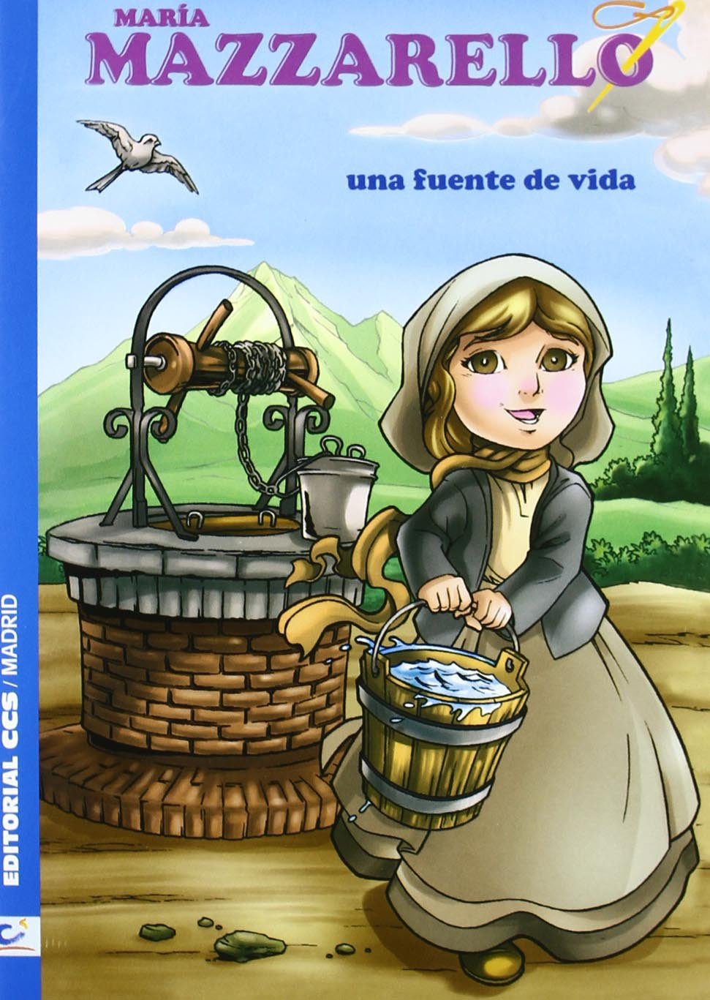 MARÍA
MAZZARELLO
una fuente de vida
EDITORIAL CCS / MADRID